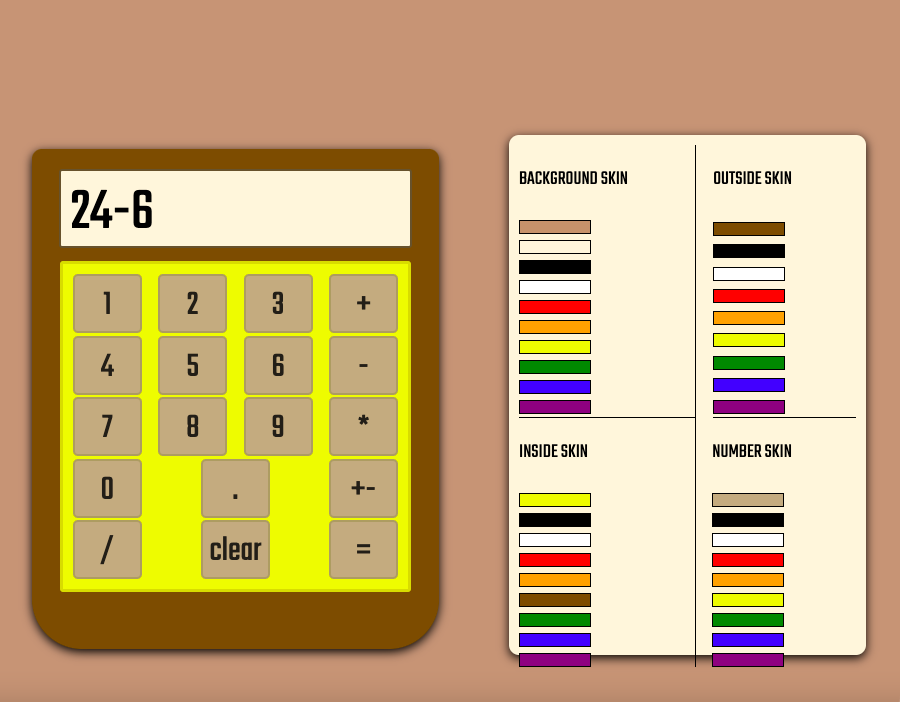 24-6
1 2 3 +
4 5 6 -
7 8 9 *
0 . +-
/ clear =
BACKGROUND SKIN
OUTSIDE SKIN
INSIDE SKIN
NUMBER SKIN